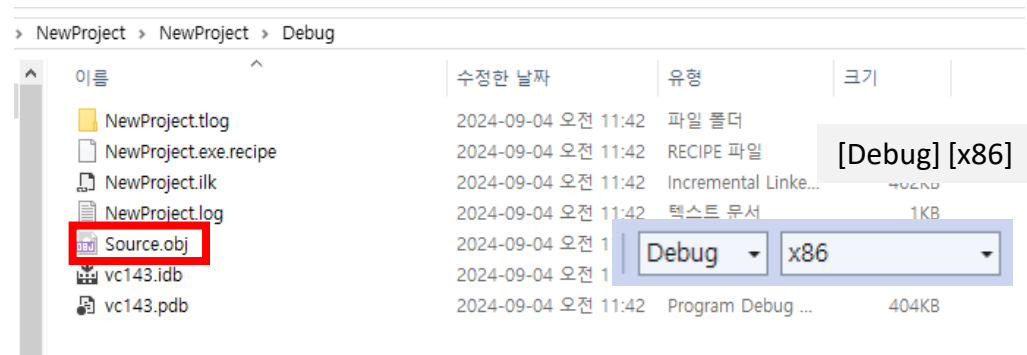 NewProject > NewProject > Debug
이름 수정한 날짜 유형 크기
NewProject.tlog 2024-09-04 오전 11:42 파일 폴더
NewProject.exe.recipe 2024-09-04 오전 11:42 RECIPE 파일
[Debug] [x86]
NewProject.ilk 2024-09-04 오전 11:42 Incremental Linke... 402KB
NewProject.log 2024-09-04 오전 11:42 텍스트 문서 1KB
Source.obj 2024-09-04 오전 1
Debug x86
vc143.idb 2024-09-04 오전 1
vc143.pdb 2024-09-04 오전 11:42 Program Debug ... 404KB